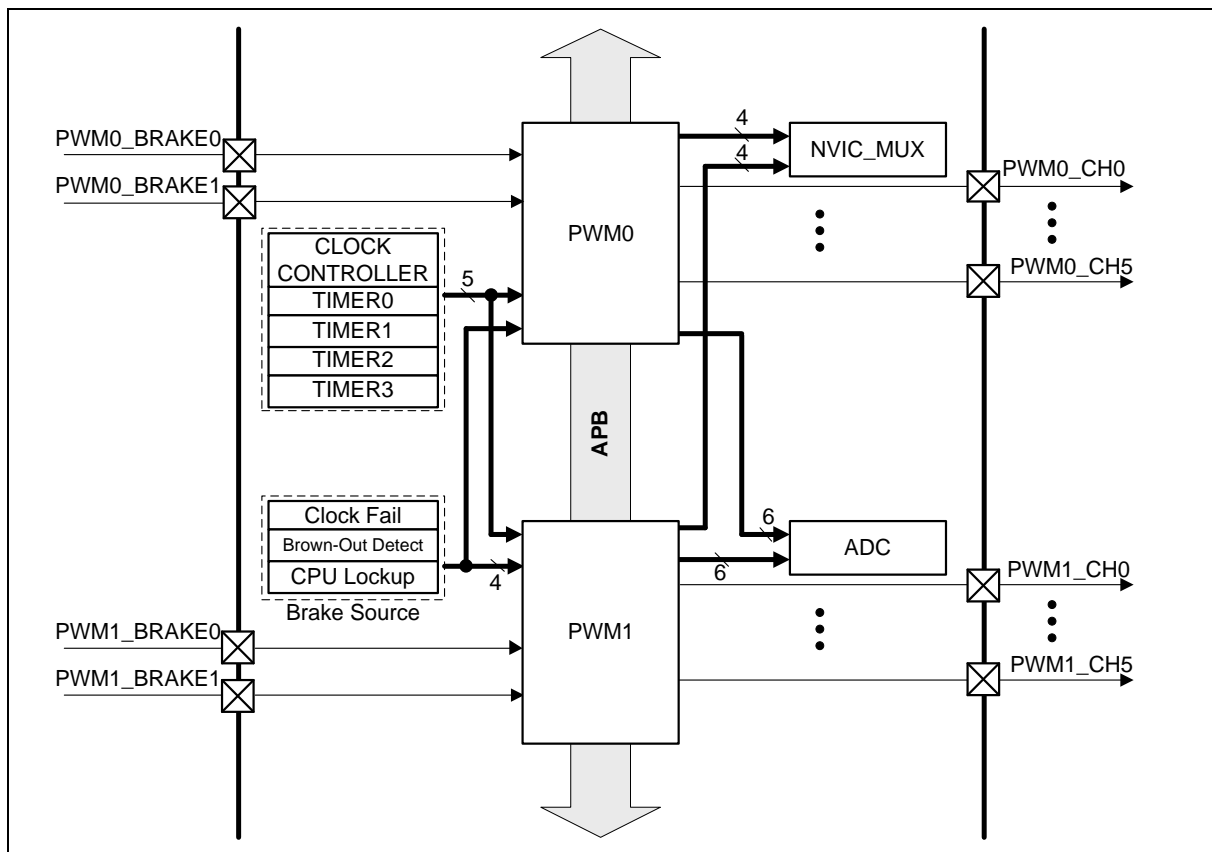 PWM0_BRAKE0
PWM0_BRAKE1
CLOCK
CONTROLLER
TIMER0
TIMER1
TIMER2
TIMER3
5
PWM0
4
4
NVIC_MUX
PWM0_CH0
PWM0_CH5
APB
Clock Fail
Brown-Out Detect
CPU Lockup
Brake Source
4
PWM1_BRAKE0
PWM1_BRAKE1
PWM1
6
6
ADC
PWM1_CH0
PWM1_CH5